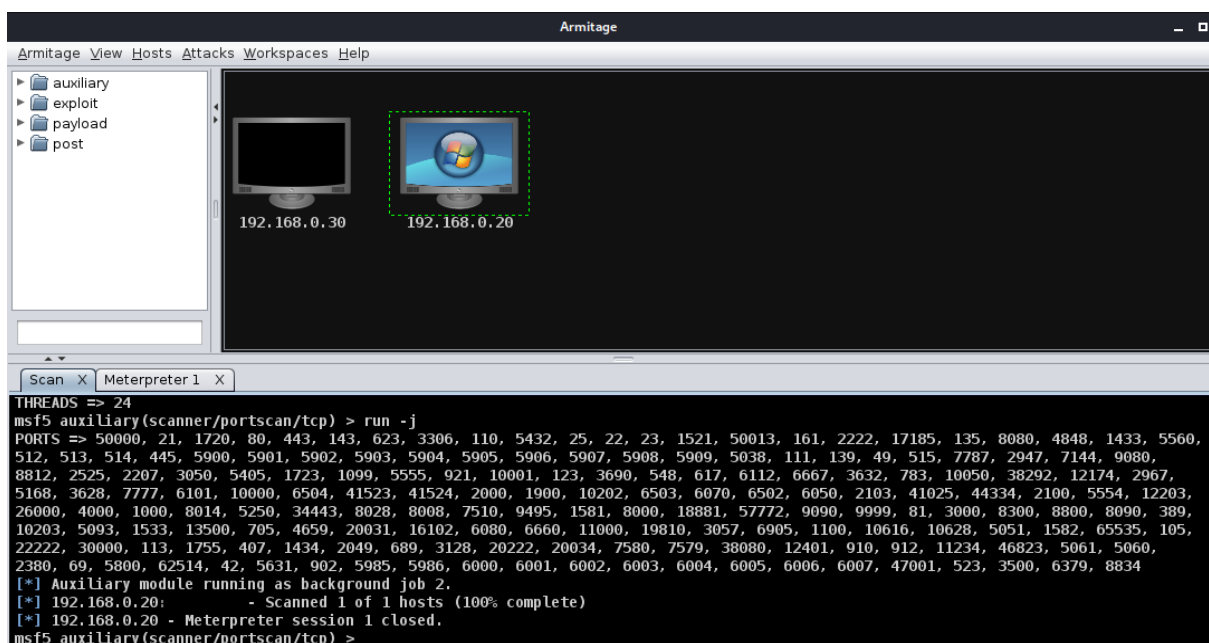 Armitage
Armitage View Hosts Attacks Workspaces Help
auxiliary
exploit
payload
post
192.168.0.30
192.168.0.20
Scan X Meterpreter 1 X
THREADS => 24
msf5 auxiliary(scanner/portscan/tcp) > run -j
PORTS => 50000, 21, 1720, 80, 443, 143, 623, 3306, 110, 5432, 25, 22, 23, 1521, 50013, 161, 2222, 17185, 135, 8080, 4848, 1433, 5560,
512, 513, 514, 445, 5900, 5901, 5902, 5903, 5904, 5905, 5906, 5907, 5908, 5909, 5038, 111, 139, 49, 515, 7787, 2947, 7144, 9080,
8812, 2525, 2207, 3050, 5405, 1723, 1099, 5555, 921, 10001, 123, 3690, 548, 617, 6112, 6667, 3632, 783, 10050, 38292, 12174, 2967,
5168, 3628, 7777, 6101, 10000, 6504, 41523, 41524, 2000, 1900, 10202, 6503, 6070, 6502, 6050, 2103, 41025, 44334, 2100, 5554, 12203,
26000, 4000, 1000, 8014, 5250, 34443, 8028, 8008, 7510, 9495, 1581, 8000, 18881, 57772, 9090, 9999, 81, 3000, 8300, 8800, 8090, 389,
10203, 5093, 1533, 13500, 705, 4659, 20031, 16102, 6080, 6660, 11000, 19810, 3057, 6905, 1100, 10616, 10628, 5051, 1582, 65535, 105,
22222, 30000, 113, 1755, 407, 1434, 2049, 689, 3128, 20222, 20034, 7580, 7579, 38080, 12401, 910, 912, 11234, 46823, 5061, 5060,
2380, 69, 5800, 62514, 42, 5631, 902, 5985, 5986, 6000, 6001, 6002, 6003, 6004, 6005, 6006, 6007, 47001, 523, 3500, 6379, 8834
[*] Auxiliary module running as background job 2.
[*] 192.168.0.20: - Scanned 1 of 1 hosts (100% complete)
[*] 192.168.0.20 - Meterpreter session 1 closed.
msf5 auxiliary(scanner/portscan/tcp) >